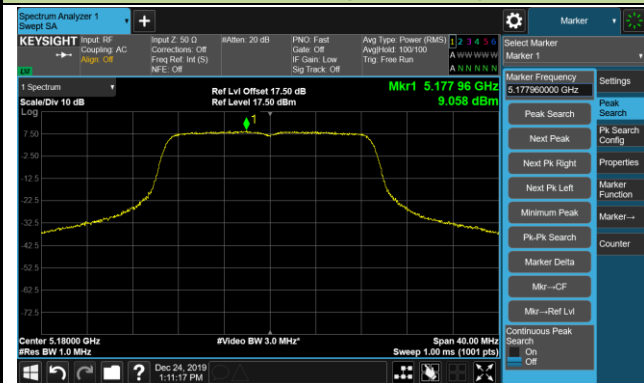 Spectrum Analyzer 1
Swept SA
+
Marker
KEYSIGHT
Input: RF
Coupling: AC
Align: Off
Input Z: 50 Ω
Corrections: Off
Freq Ref: Int (S)
NFE: Off
#Atten: 20 dB
PNO: Fast
Gate: Off
IF Gain: Low
Sig Track: Off
Avg Type: Power (RMS)
Avg|Hold: 100/100
Trig: Free Run
1 2 3 4 5 6
A W W W W W
A N N N N N
Select Marker
Marker 1
1 Spectrum
Scale/Div 10 dB
Log
Ref Lvl Offset 17.50 dB
Ref Level 17.50 dBm
Mkr1 5.177 96 GHz
9.058 dBm
1
7.50
-2.50
-12.5
-22.5
-32.5
-42.5
-52.5
-62.5
-72.5
Center 5.18000 GHz
#Res BW 1.0 MHz
#Video BW 3.0 MHz*
Span 40.00 MHz
Sweep 1.00 ms (1001 pts)
Marker Frequency
5.177960000 GHz
Peak Search
Next Peak
Next Pk Right
Next Pk Left
Minimum Peak
Pk-Pk Search
Marker Delta
Mkr→CF
Mkr→Ref Lvl
Continuous Peak
Search
On
Off
Settings
Peak
Search
Pk Search
Config
Properties
Marker
Function
Marker→
Counter
?
Dec 24, 2019
1:11:17 PM